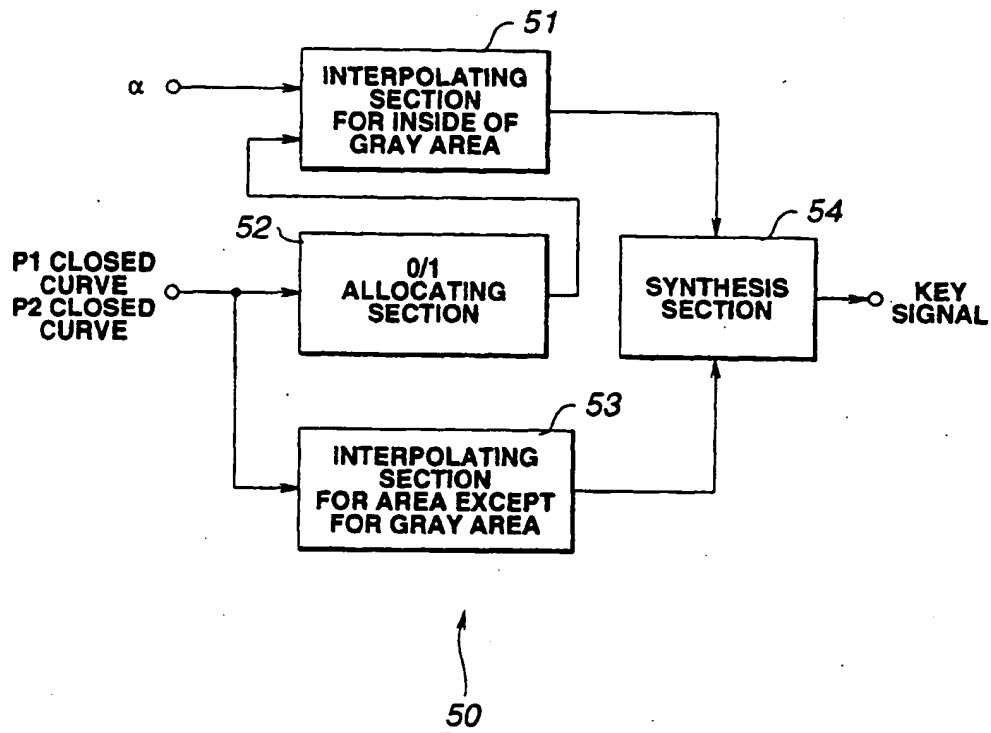 51
α
INTERPOLATING
SECTION
FOR INSIDE OF
GRAY AREA
52
54
P1 CLOSED
CURVE
P2 CLOSED
CURVE
0/1
ALLOCATING
SECTION
SYNTHESIS
SECTION
KEY
SIGNAL
53
INTERPOLATING
SECTION
FOR AREA EXCEPT
FOR GRAY AREA
50